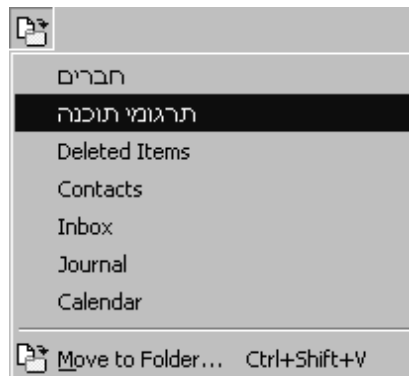 חברים
תרגומי תוכנה
Deleted Items
Contacts
Inbox
Journal
Calendar
Move to Folder... Ctrl+Shift+V